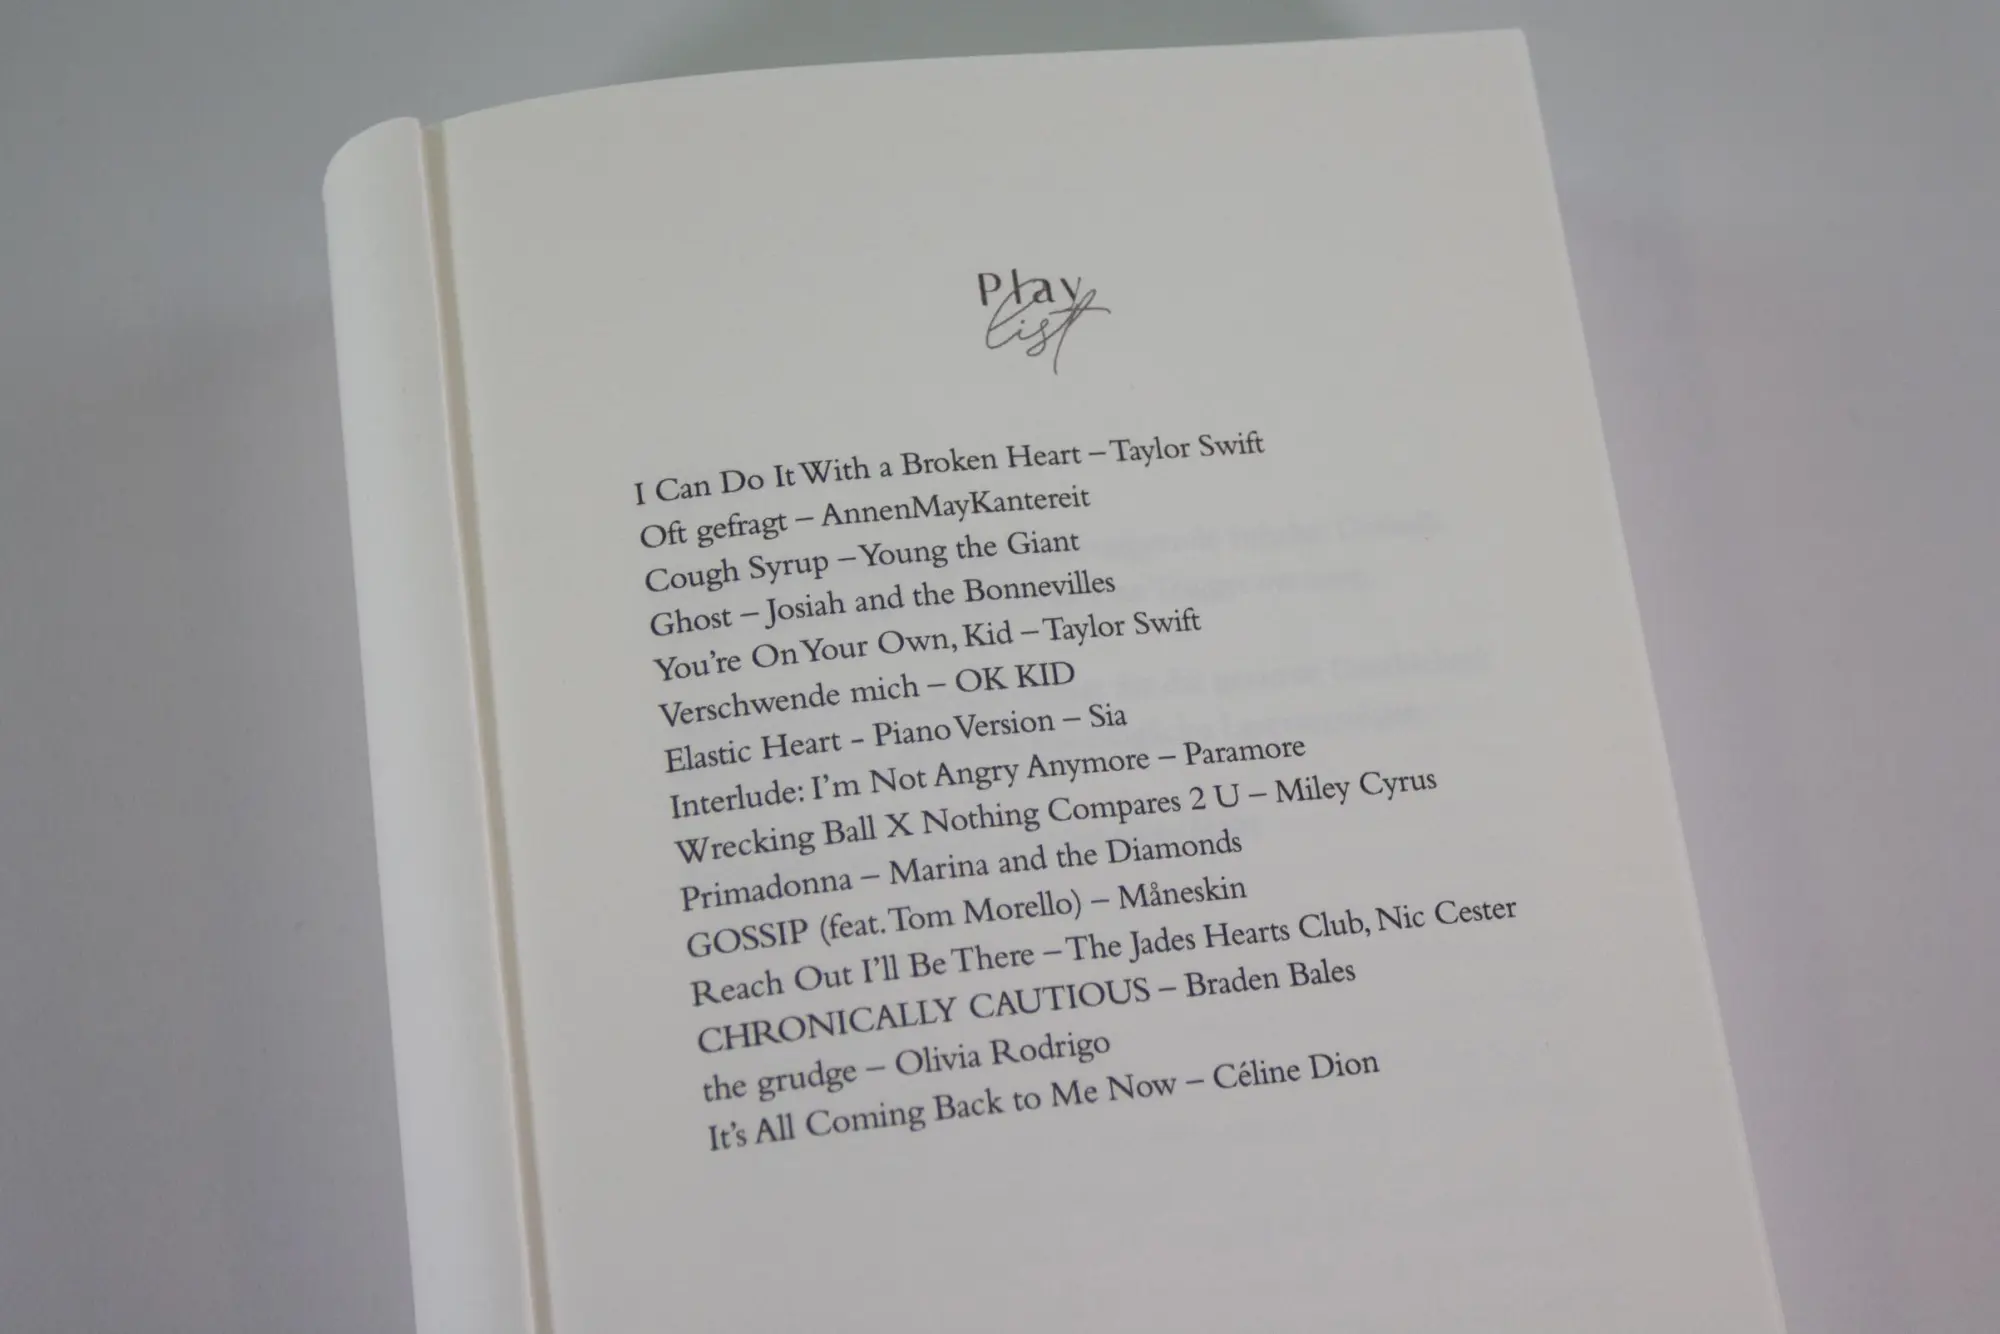 Play
list
I Can Do It With a Broken Heart – Taylor Swift
Oft gefragt – AnnenMayKantereit
Cough Syrup – Young the Giant
Ghost – Josiah and the Bonnevilles
You're On Your Own, Kid – Taylor Swift
Verschwende mich – OK KID
Elastic Heart - Piano Version – Sia
Interlude: I'm Not Angry Anymore – Paramore
Wrecking Ball X Nothing Compares 2 U – Miley Cyrus
Primadonna – Marina and the Diamonds
GOSSIP (feat. Tom Morello) – Måneskin
Reach Out I'll Be There – The Jades Hearts Club, Nic Cester
CHRONICALLY CAUTIOUS – Braden Bales
the grudge – Olivia Rodrigo
It's All Coming Back to Me Now – Céline Dion